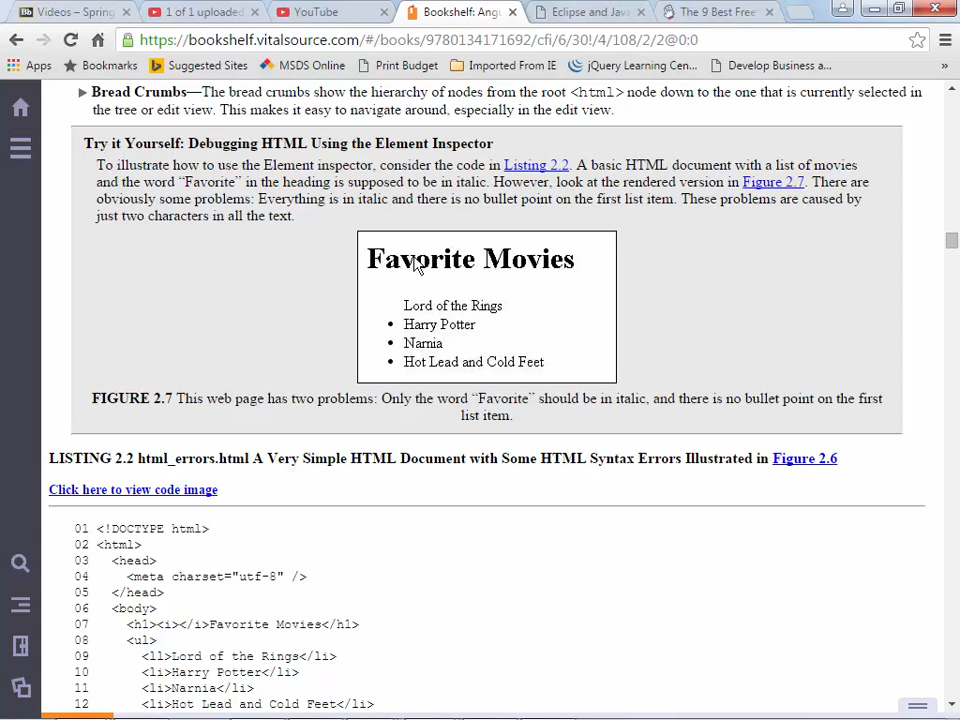 Videos – Spring
1 of 1 uploaded
YouTube
Bookshelf: Angu
Eclipse and Java
The 9 Best Free
https://bookshelf.vitalsource.com/#/books/9780134171692/cfi/6/30!/4/108/2/2@0:0
Apps Bookmarks Suggested Sites MSDS Online Print Budget Imported From IE jQuery Learning Cen... Develop Business a... »
Bread Crumbs—The bread crumbs show the hierarchy of nodes from the root <html> node down to the one that is currently selected in
the tree or edit view. This makes it easy to navigate around, especially in the edit view.
Try it Yourself: Debugging HTML Using the Element Inspector
To illustrate how to use the Element inspector, consider the code in Listing 2.2. A basic HTML document with a list of movies
and the word “Favorite” in the heading is supposed to be in italic. However, look at the rendered version in Figure 2.7. There are
obviously some problems: Everything is in italic and there is no bullet point on the first list item. These problems are caused by
just two characters in all the text.
Favorite Movies
Lord of the Rings
• Harry Potter
• Narnia
• Hot Lead and Cold Feet
FIGURE 2.7 This web page has two problems: Only the word “Favorite” should be in italic, and there is no bullet point on the first
list item.
LISTING 2.2 html_errors.html A Very Simple HTML Document with Some HTML Syntax Errors Illustrated in Figure 2.6
Click here to view code image
01 <!DOCTYPE html>
02 <html>
03 <head>
04 <meta charset="utf-8" />
05 </head>
06 <body>
07 <h1><i></i>Favorite Movies</h1>
08 <ul>
09 <ll>Lord of the Rings</li>
10 <li>Harry Potter</li>
11 <li>Narnia</li>
12 <li>Hot Lead and Cold Feet</li>